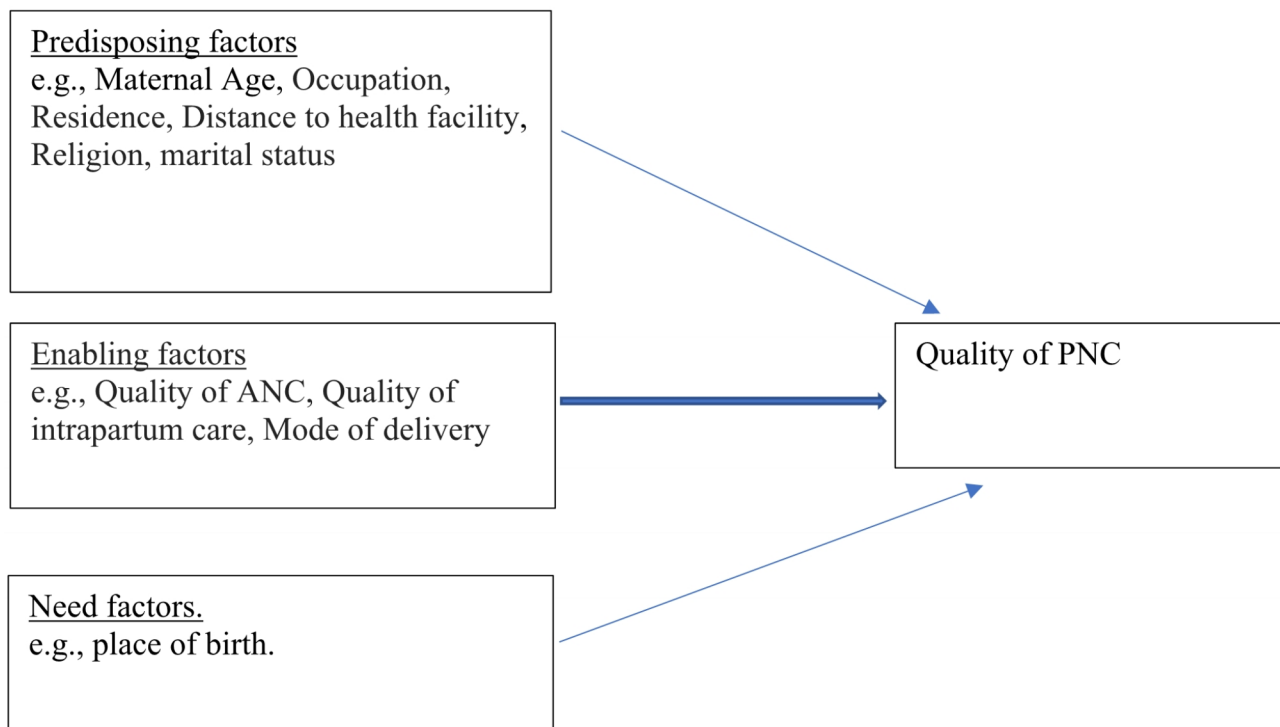 Predisposing factors
e.g., Maternal Age, Occupation,
Residence, Distance to health facility,
Religion, marital status
Enabling factors
e.g., Quality of ANC, Quality of
intrapartum care, Mode of delivery
Quality of PNC
Need factors.
e.g., place of birth.